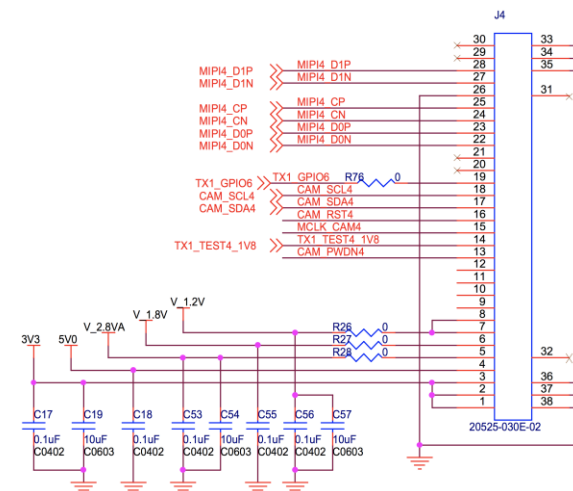 J4
30
33
29
34
MIPI4_D1P
MIPI4_D1P
28
35
MIPI4_D1N
MIPI4_D1N
27
26
31
MIPI4_CP
MIPI4_CP
25
MIPI4_CN
MIPI4_CN
24
MIPI4_D0P
MIPI4_D0P
23
MIPI4_D0N
MIPI4_D0N
22
21
20
TX1_GPIO6
TX1_GPIO6
R76
0
19
CAM_SCL4
CAM_SCL4
18
CAM_SDA4
CAM_SDA4
17
CAM_RST4
16
MCLK_CAM4
15
TX1_TEST4_1V8
TX1_TEST4_1V8
14
CAM_PWDN4
13
12
11
10
9
8
V_1.2V
V_1.8V
V_2.8VA
3V3
5V0
R26
0
7
R27
0
6
R28
0
5
32
4
3
36
2
37
1
38
20525-030E-02
C17
C19
C18
C53
C54
C55
C56
C57
0.1uF
10uF
0.1uF
0.1uF
10uF
0.1uF
0.1uF
10uF
C0402
C0603
C0402
C0402
C0603
C0402
C0402
C0603